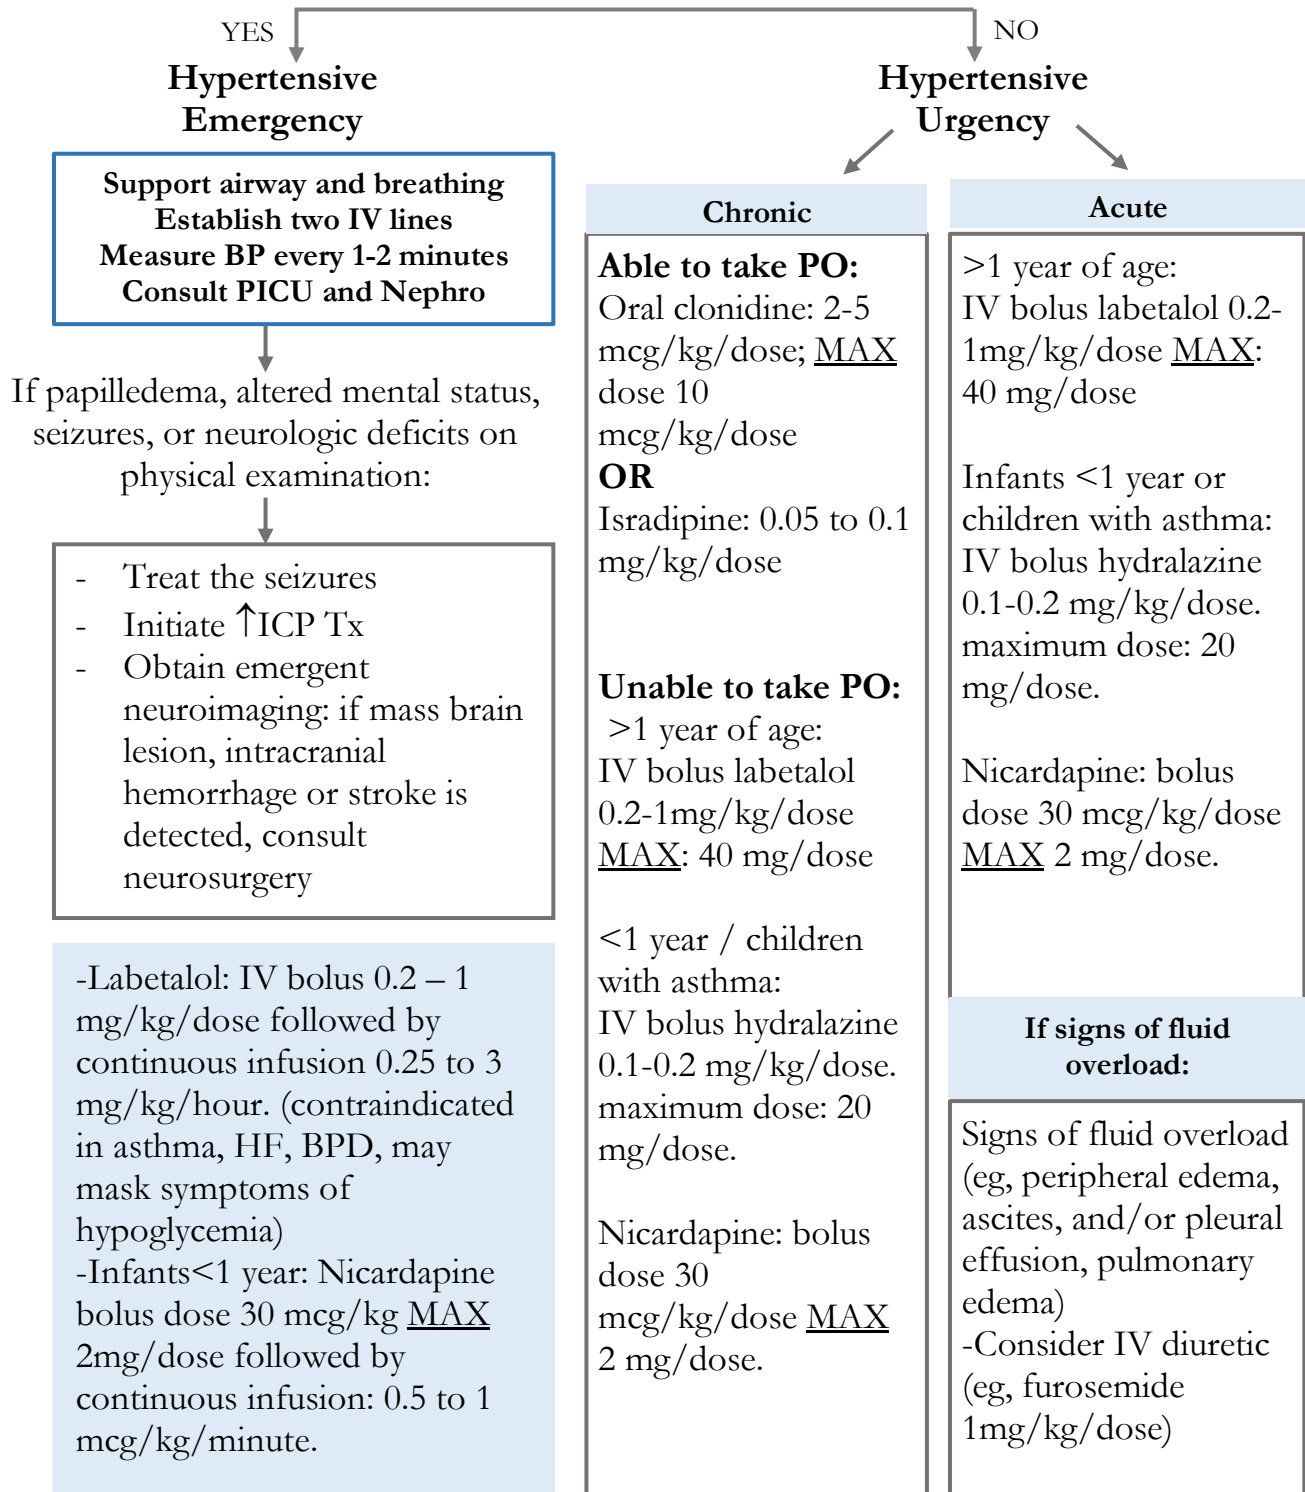 YES
NO
Hypertensive
Emergency
Hypertensive
Urgency
Support airway and breathing
Establish two IV lines
Measure BP every 1-2 minutes
Consult PICU and Nephro
If papilledema, altered mental status,
seizures, or neurologic deficits on
physical examination:
- Treat the seizures
- Initiate ↑ICP Tx
- Obtain emergent
neuroimaging: if mass brain
lesion, intracranial
hemorrhage or stroke is
detected, consult
neurosurgery
-Labetalol: IV bolus 0.2 – 1
mg/kg/dose followed by
continuous infusion 0.25 to 3
mg/kg/hour. (contraindicated
in asthma, HF, BPD, may
mask symptoms of
hypoglycemia)
-Infants<1 year: Nicardapine
bolus dose 30 mcg/kg MAX
2mg/dose followed by
continuous infusion: 0.5 to 1
mcg/kg/minute.
Chronic
Able to take PO:
Oral clonidine: 2-5
mcg/kg/dose; MAX
dose 10
mcg/kg/dose
OR
Isradipine: 0.05 to 0.1
mg/kg/dose
Unable to take PO:
>1 year of age:
IV bolus labetalol
0.2-1mg/kg/dose
MAX: 40 mg/dose
<1 year / children
with asthma:
IV bolus hydralazine
0.1-0.2 mg/kg/dose.
maximum dose: 20
mg/dose.
Nicardapine: bolus
dose 30
mcg/kg/dose MAX
2 mg/dose.
Acute
>1 year of age:
IV bolus labetalol 0.2-
1mg/kg/dose MAX:
40 mg/dose
Infants <1 year or
children with asthma:
IV bolus hydralazine
0.1-0.2 mg/kg/dose.
maximum dose: 20
mg/dose.
Nicardapine: bolus
dose 30 mcg/kg/dose
MAX 2 mg/dose.
If signs of fluid
overload:
Signs of fluid overload
(eg, peripheral edema,
ascites, and/or pleural
effusion, pulmonary
edema)
-Consider IV diuretic
(eg, furosemide
1mg/kg/dose)